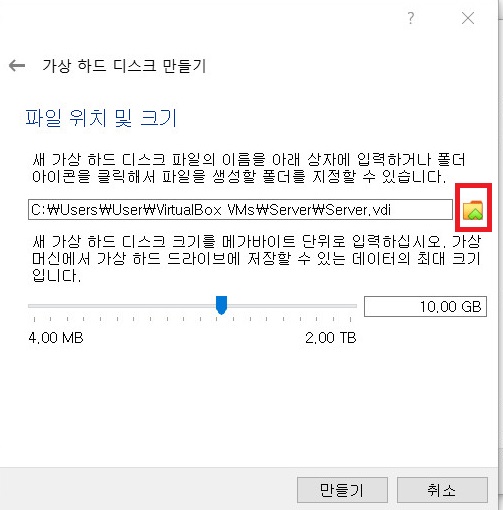 ?
가상 하드 디스크 만들기
파일 위치 및 크기
새 가상 하드 디스크 파일의 이름을 아래 상자에 입력하거나 폴더
아이콘을 클릭해서 파일을 생성할 폴더를 지정할 수 있습니다.
C:₩Users₩User₩VirtualBox VMs₩Server₩Server.vdi
새 가상 하드 디스크 크기를 메가바이트 단위로 입력하십시오. 가상
머신에서 가상 하드 드라이브에 저장할 수 있는 데이터의 최대 크기
입니다.
10.00 GB
4.00 MB 2.00 TB
만들기 취소